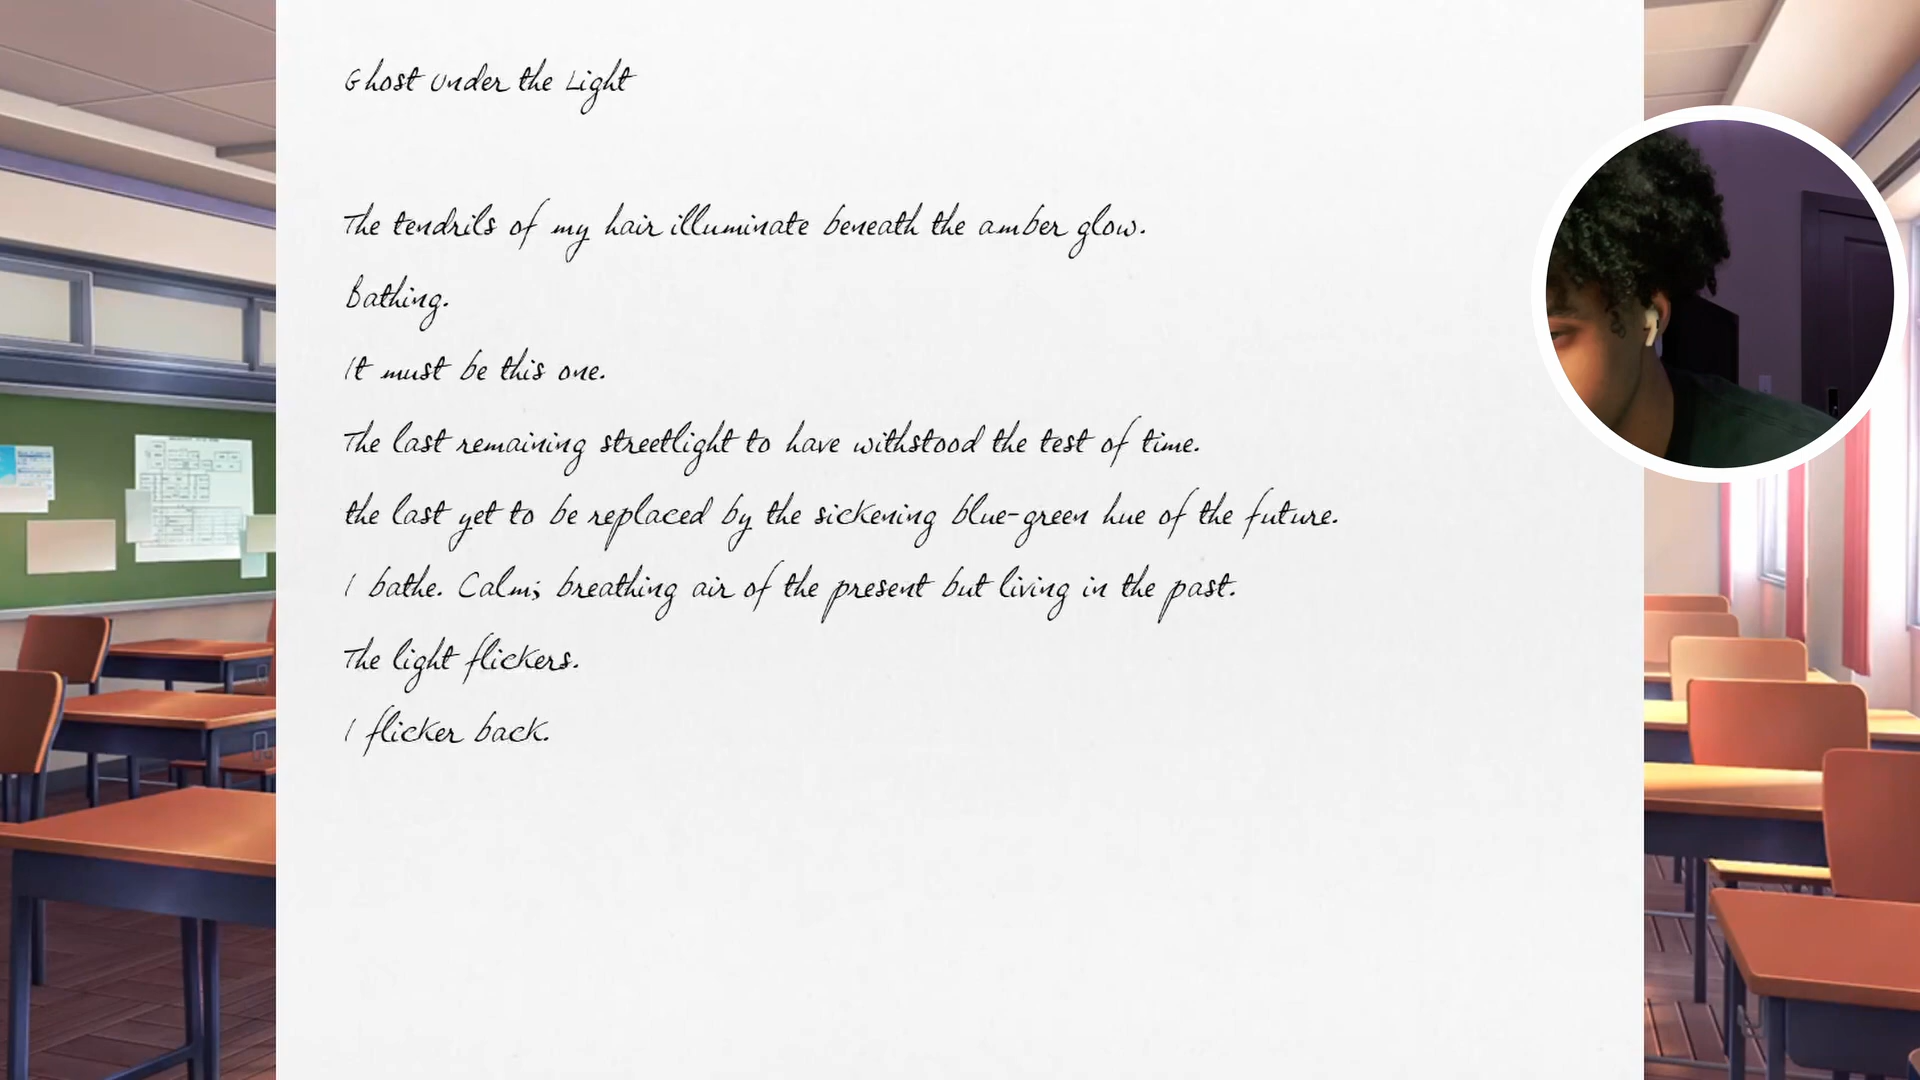 Ghost Under the Light
The tendrils of my hair illuminate beneath the amber glow.
Bathing.
It must be this one.
The last remaining streetlight to have withstood the test of time.
the last yet to be replaced by the sickening blue-green hue of the future.
I bathe. Calm; breathing air of the present but living in the past.
The light flickers.
I flicker back.